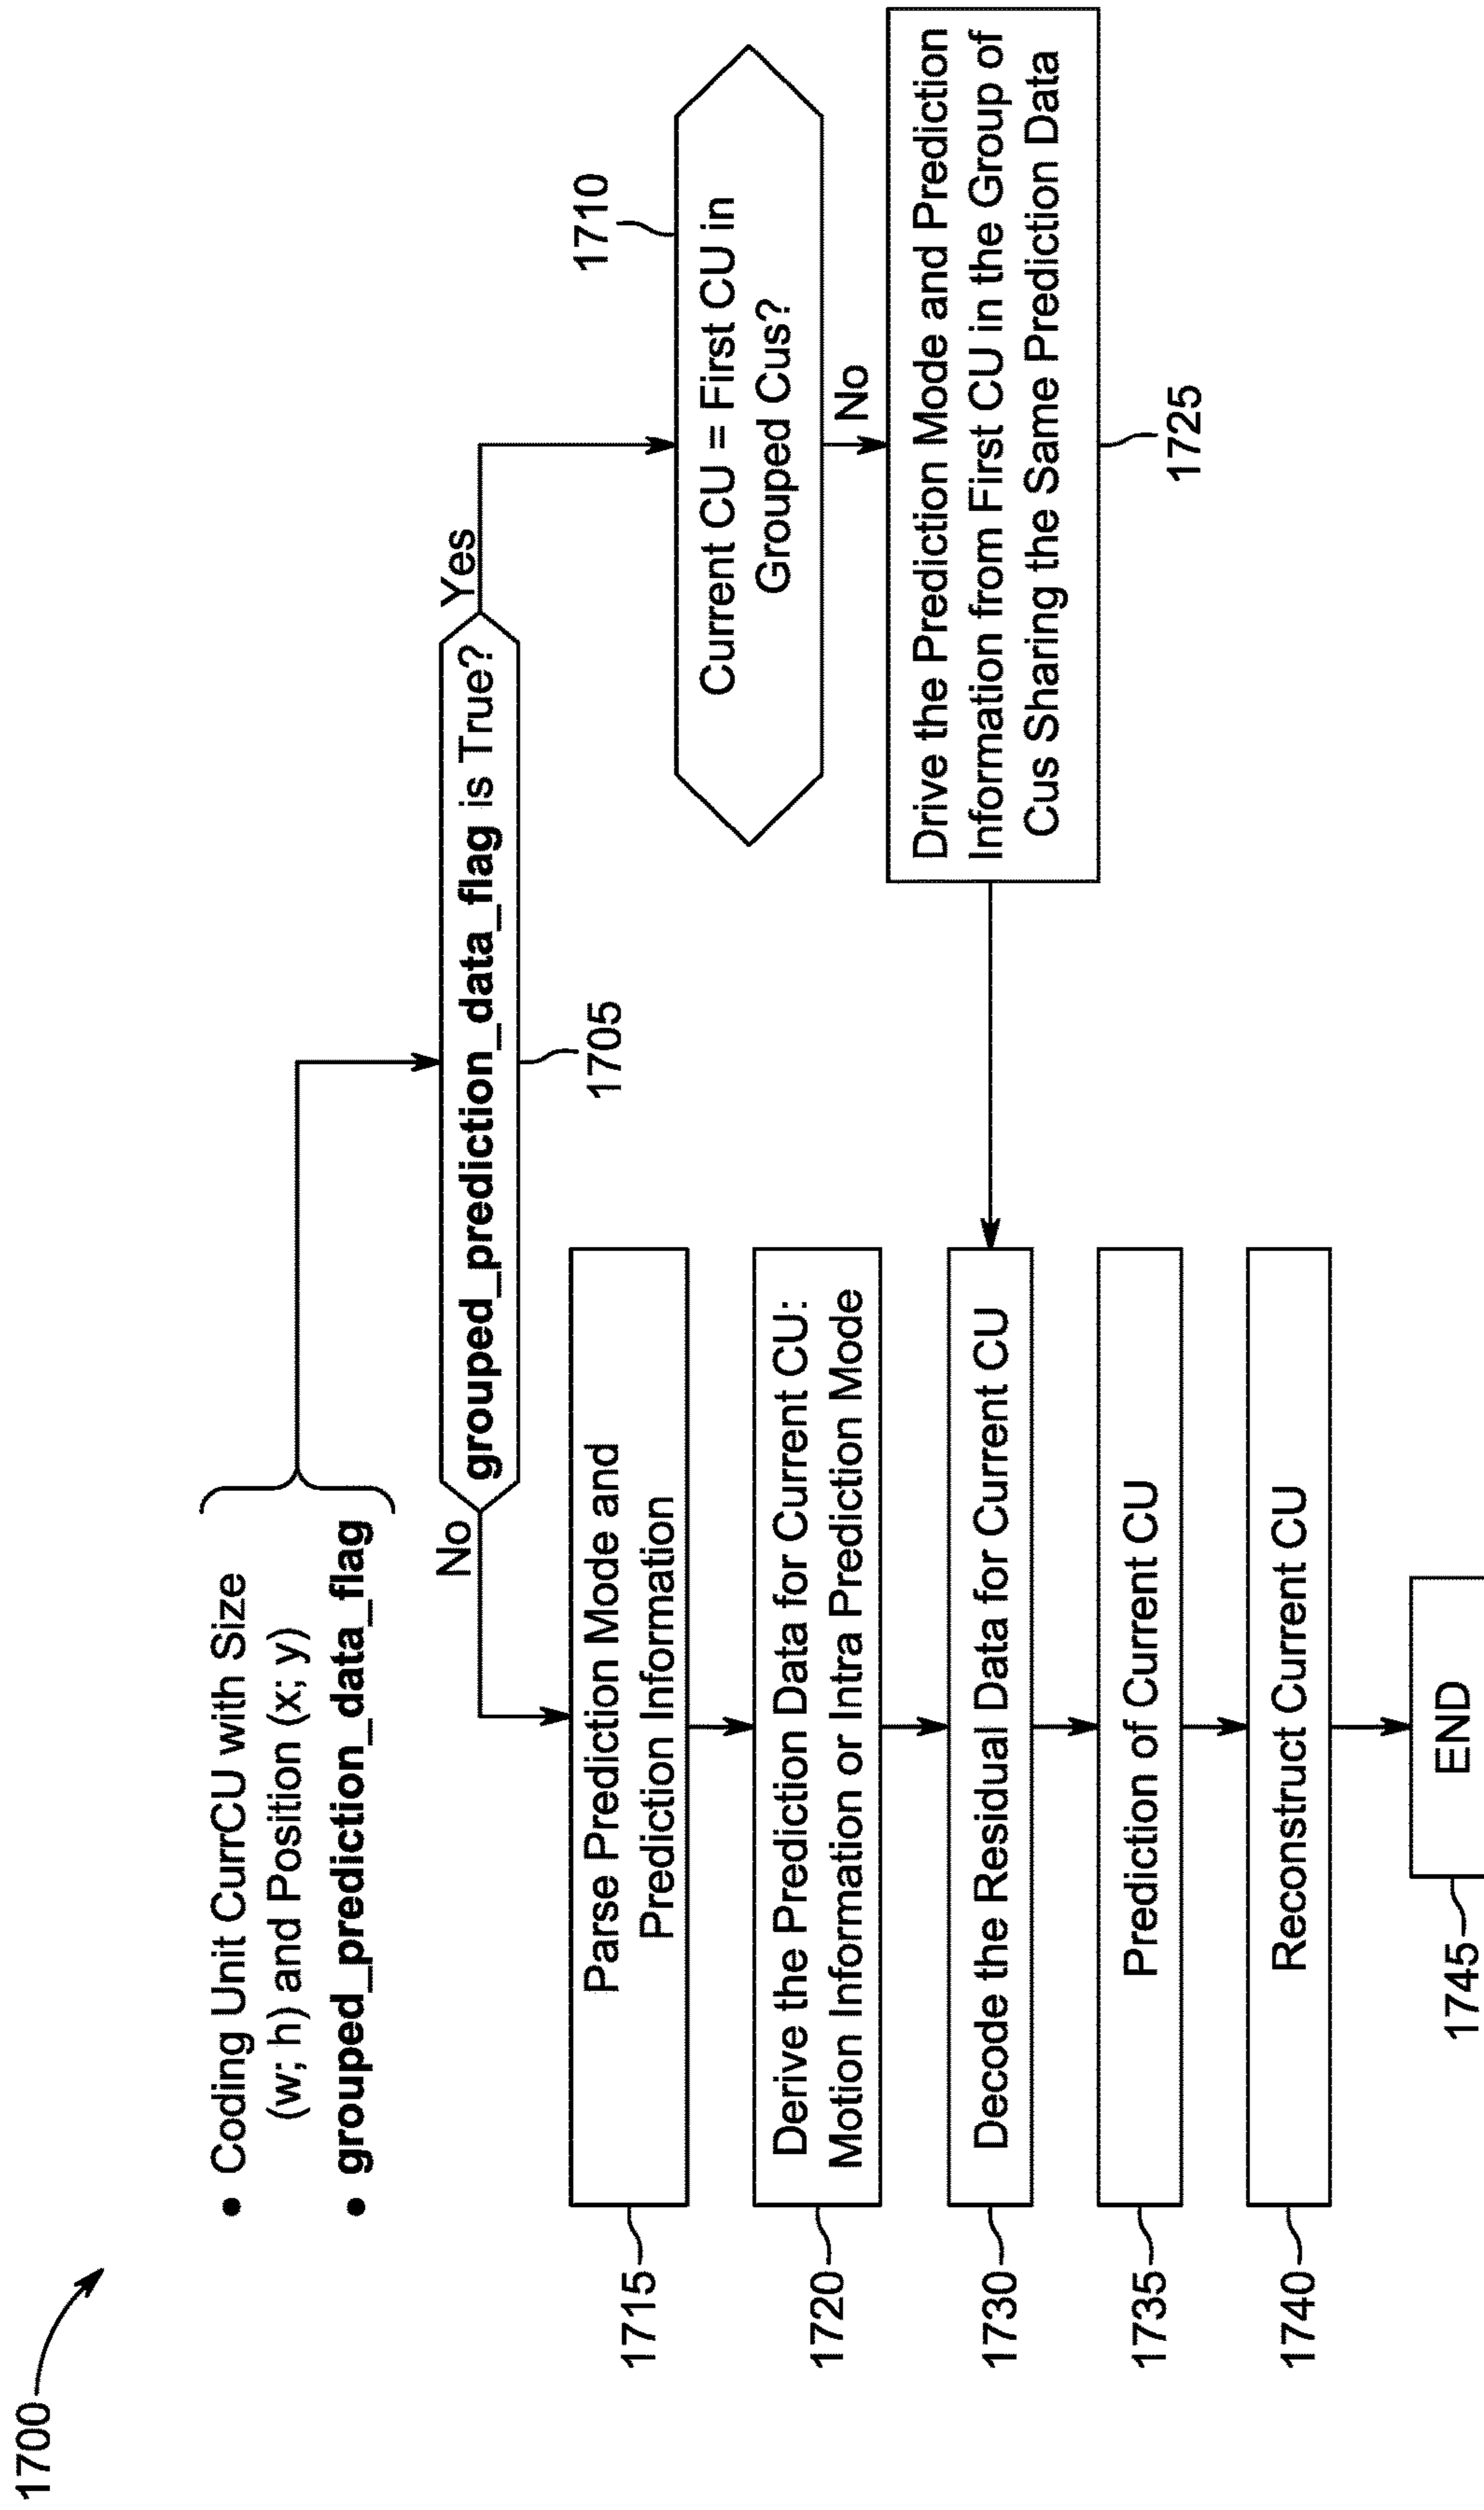 1700
• Coding Unit CurrCU with Size
(w; h) and Position (x; y)
• grouped_prediction_data_flag
grouped_prediction_data_flag is True?
No
Yes
1705
1710
Current CU = First CU in
Grouped Cus?
No
Drive the Prediction Mode and Prediction
Information from First CU in the Group of
Cus Sharing the Same Prediction Data
1725
1715
Parse Prediction Mode and
Prediction Information
1720
Derive the Prediction Data for Current CU:
Motion Information or Intra Prediction Mode
1730
Decode the Residual Data for Current CU
1735
Prediction of Current CU
1740
Reconstruct Current CU
1745
END